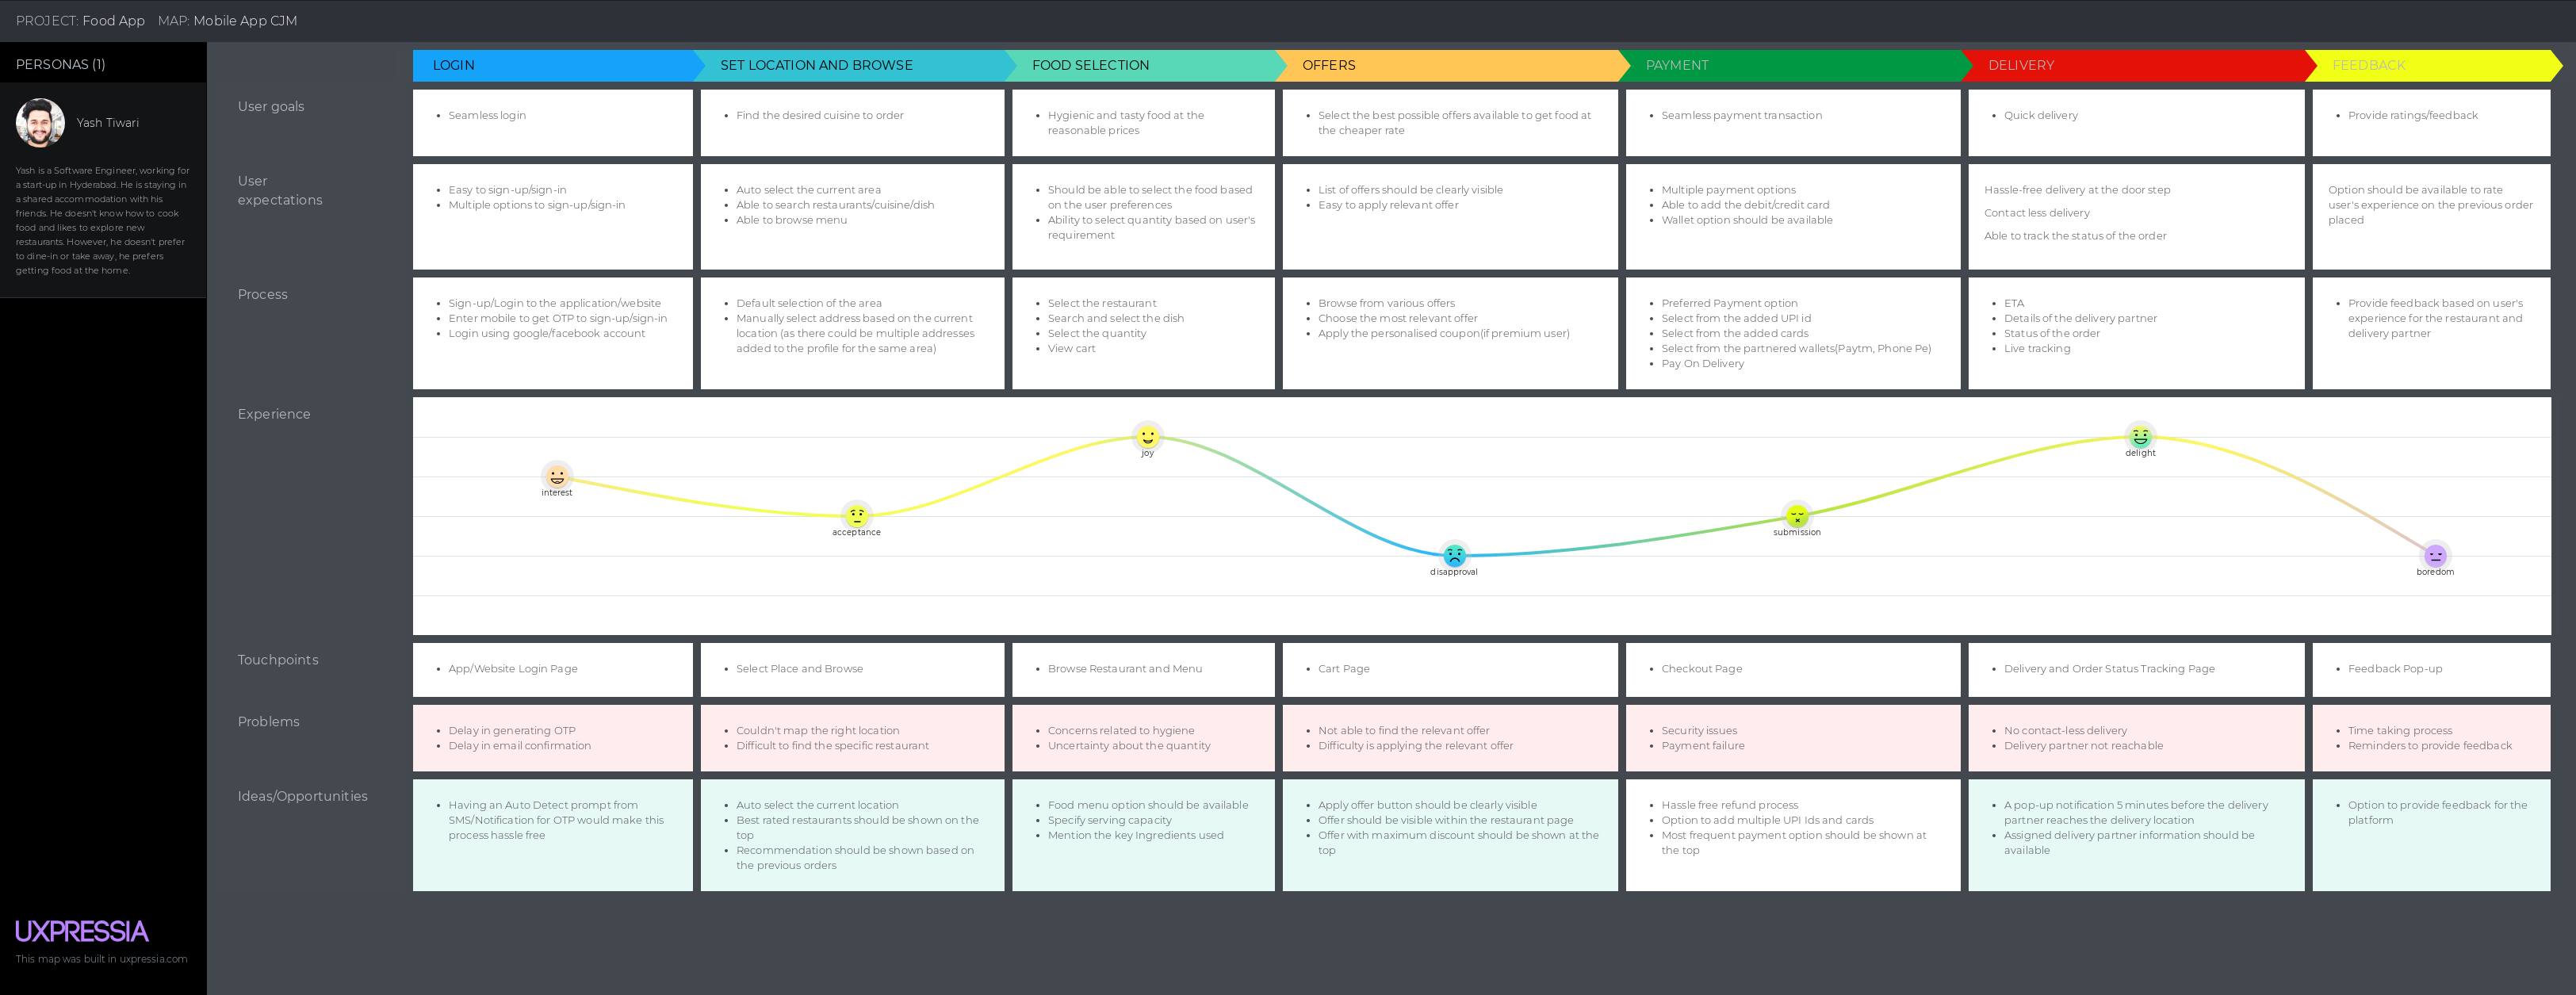 PROJECT: Food App MAP: Mobile App CJM
PERSONAS (1)
Yash Tiwari
Yash is a Software Engineer, working for
a start-up in Hyderabad. He is staying in
a shared accommodation with his
friends. He doesn't know how to cook
food and likes to explore new
restaurants. However, he doesn't prefer
to dine-in or take away, he prefers
getting food at the home.
UXPRESSIA
This map was built in uxpressia.com
LOGIN
SET LOCATION AND BROWSE
FOOD SELECTION
OFFERS
PAYMENT
DELIVERY
FEEDBACK
User goals
• Seamless login
• Find the desired cuisine to order
• Hygienic and tasty food at the
reasonable prices
• Select the best possible offers available to get food at
the cheaper rate
• Seamless payment transaction
• Quick delivery
• Provide ratings/feedback
User
expectations
• Easy to sign-up/sign-in
• Multiple options to sign-up/sign-in
• Auto select the current area
• Able to search restaurants/cuisine/dish
• Able to browse menu
• Should be able to select the food based
on the user preferences
• Ability to select quantity based on user's
requirement
• List of offers should be clearly visible
• Easy to apply relevant offer
• Multiple payment options
• Able to add the debit/credit card
• Wallet option should be available
Hassle-free delivery at the door step
Contact less delivery
Able to track the status of the order
Option should be available to rate
user's experience on the previous order
placed
Process
• Sign-up/Login to the application/website
• Enter mobile to get OTP to sign-up/sign-in
• Login using google/facebook account
• Default selection of the area
• Manually select address based on the current
location (as there could be multiple addresses
added to the profile for the same area)
• Select the restaurant
• Search and select the dish
• Select the quantity
• View cart
• Browse from various offers
• Choose the most relevant offer
• Apply the personalised coupon(if premium user)
• Preferred Payment option
• Select from the added UPI id
• Select from the added cards
• Select from the partnered wallets(Paytm, Phone Pe)
• Pay On Delivery
• ETA
• Details of the delivery partner
• Status of the order
• Live tracking
• Provide feedback based on user's
experience for the restaurant and
delivery partner
Experience
interest
acceptance
joy
disapproval
submission
delight
boredom
Touchpoints
• App/Website Login Page
• Select Place and Browse
• Browse Restaurant and Menu
• Cart Page
• Checkout Page
• Delivery and Order Status Tracking Page
• Feedback Pop-up
Problems
• Delay in generating OTP
• Delay in email confirmation
• Couldn't map the right location
• Difficult to find the specific restaurant
• Concerns related to hygiene
• Uncertainty about the quantity
• Not able to find the relevant offer
• Difficulty is applying the relevant offer
• Security issues
• Payment failure
• No contact-less delivery
• Delivery partner not reachable
• Time taking process
• Reminders to provide feedback
Ideas/Opportunities
• Having an Auto Detect prompt from
SMS/Notification for OTP would make this
process hassle free
• Auto select the current location
• Best rated restaurants should be shown on the
top
• Recommendation should be shown based on
the previous orders
• Food menu option should be available
• Specify serving capacity
• Mention the key Ingredients used
• Apply offer button should be clearly visible
• Offer should be visible within the restaurant page
• Offer with maximum discount should be shown at the
top
• Hassle free refund process
• Option to add multiple UPI Ids and cards
• Most frequent payment option should be shown at
the top
• A pop-up notification 5 minutes before the delivery
partner reaches the delivery location
• Assigned delivery partner information should be
available
• Option to provide feedback for the
platform